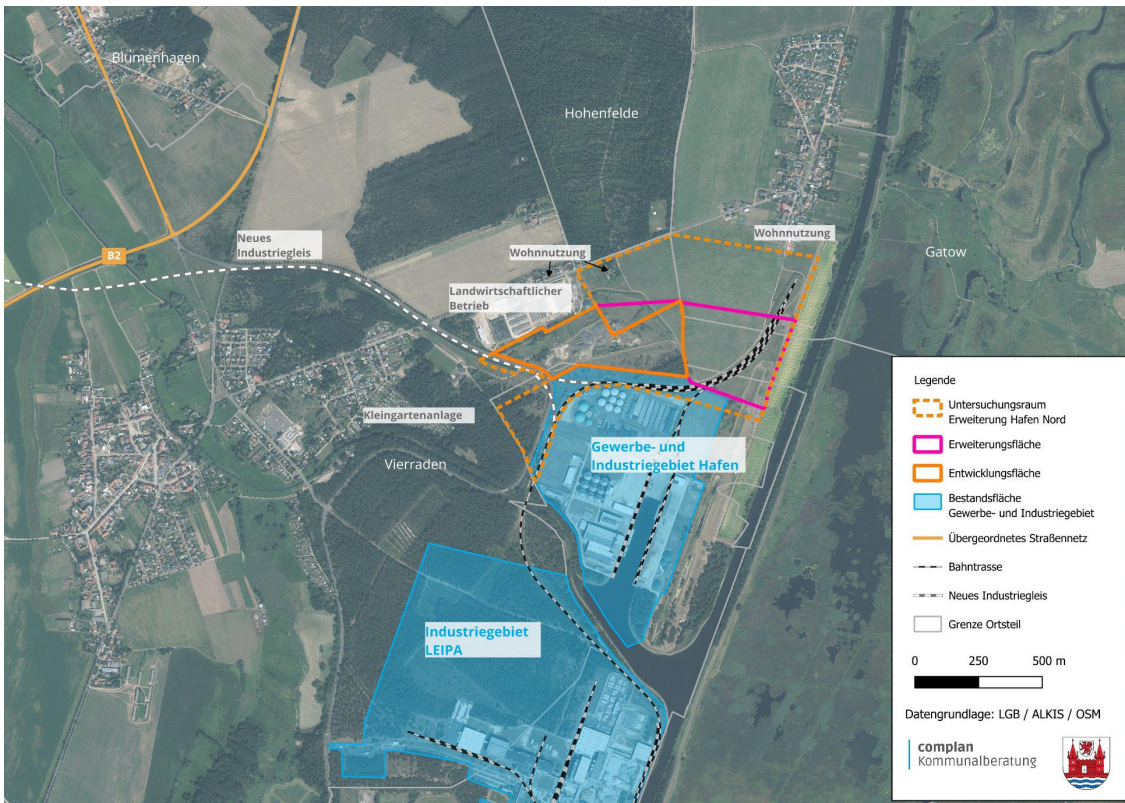 Blumenhagen
Hohenfelde
Neues
Industriegleis
B2
Wohnnutzung
Wohnnutzung
Gatow
Landwirtschaftlicher
Betrieb
Kleingartenanlage
Vierraden
Gewerbe- und
Industriegebiet Hafen
Industriegebiet
LEIPA
Legende
Untersuchungsraum
Erweiterung Hafen Nord
Erweiterungsfläche
Entwicklungsfläche
Bestandsfläche
Gewerbe- und Industriegebiet
Übergeordnetes Straßennetz
Bahntrasse
Neues Industriegleis
Grenze Ortsteil
0 250 500 m
Datengrundlage: LGB / ALKIS / OSM
complan
Kommunalberatung